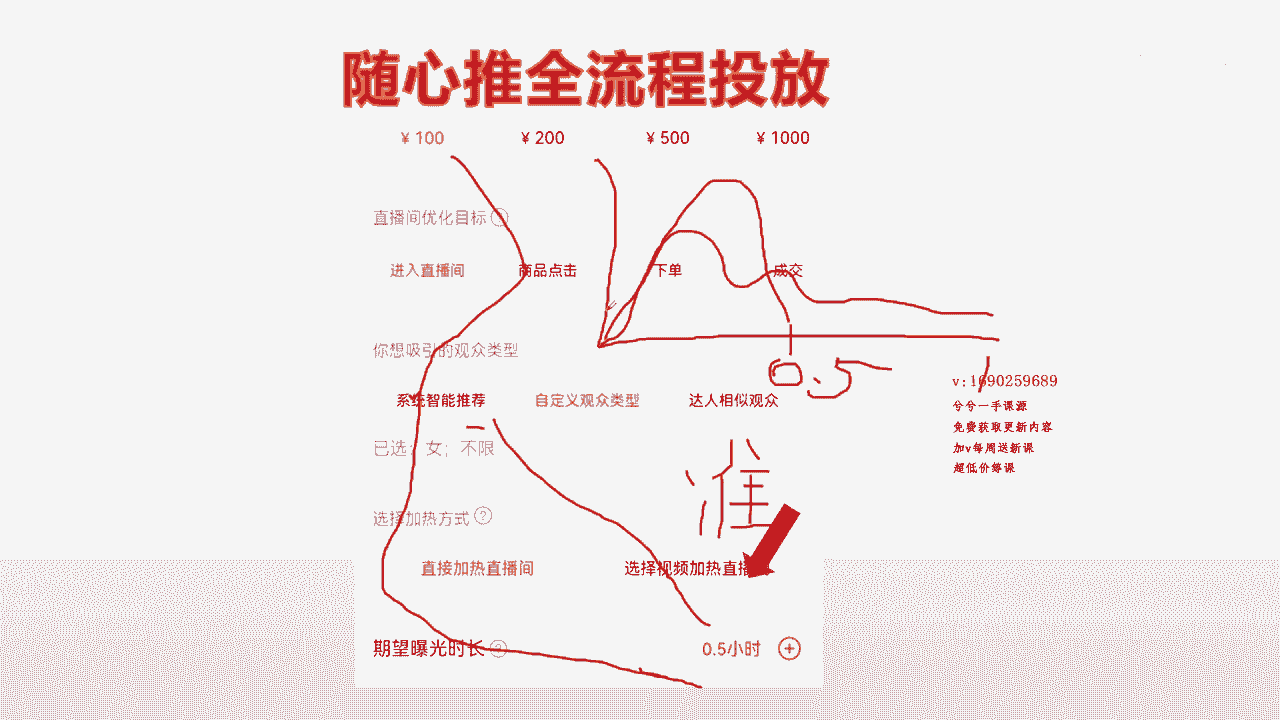 随心推全流程投放
¥ 100 ¥ 200 ¥ 500 ¥ 1000
直播间优化目标 ?
进入直播间 商品点击 下单 成交
你想吸引的观众类型
0.5 1
系统智能推荐 自定义观众类型 达人相似观众
v:1690259689
兮兮一手课源
免费获取更新内容
加v每周送新课
超低价筹课
已选：女；不限
准
选择加热方式 ?
直接加热直播间 选择视频加热直播
期望曝光时长 ? 0.5小时 +